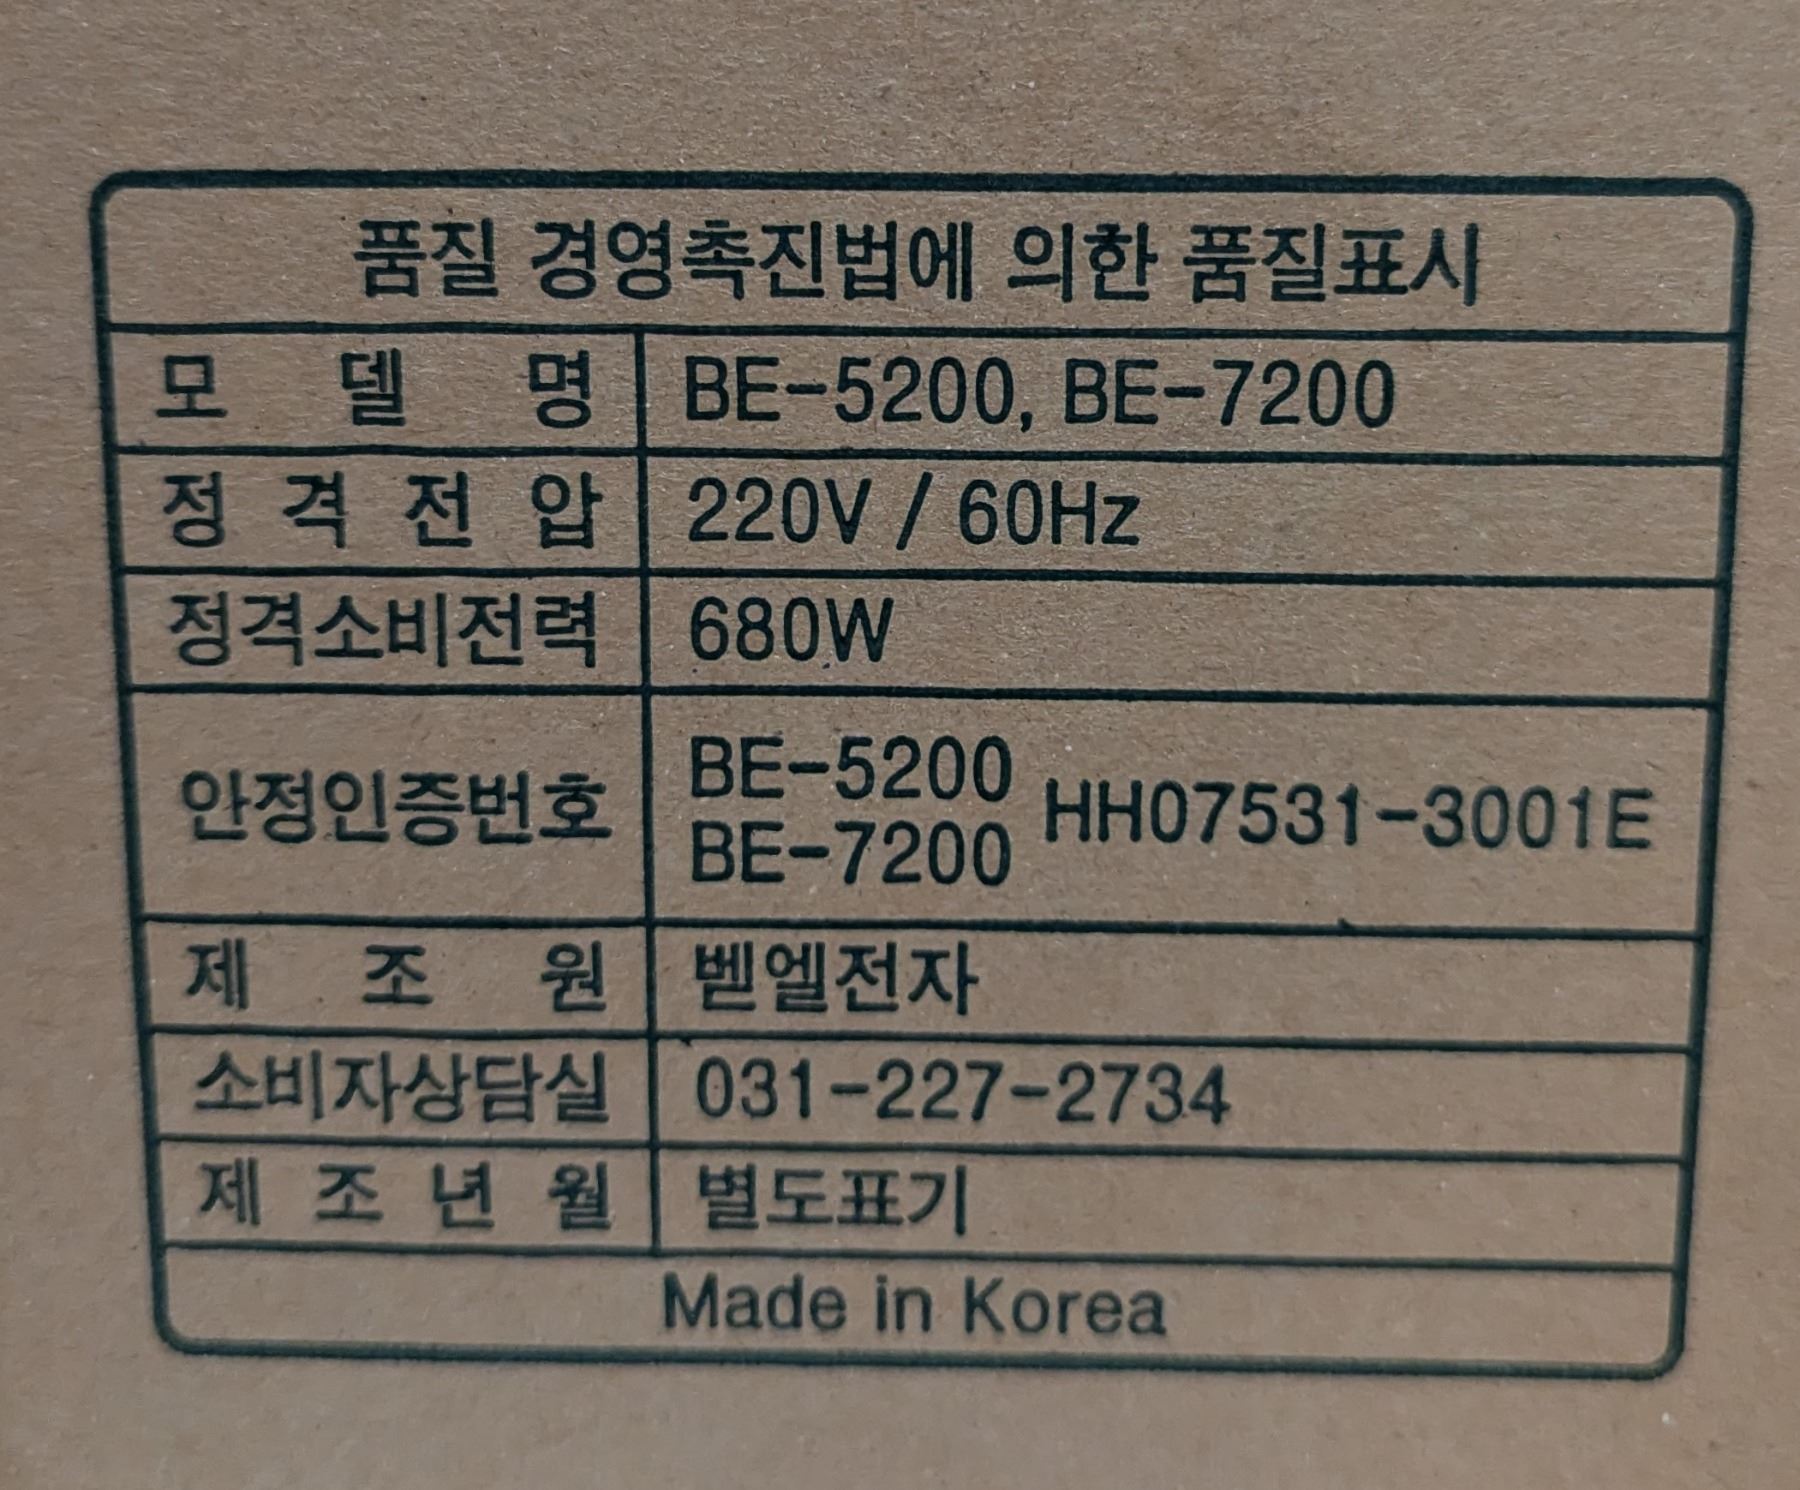 품질 경영촉진법에 의한 품질표시
모 델 명 BE-5200, BE-7200
정 격 전 압 220V / 60Hz
정격소비전력 680W
안정인증번호 BE-5200 BE-7200 HH07531-3001E
제 조 원 벧엘전자
소비자상담실 031-227-2734
제 조 년 월 별도표기
Made in Korea